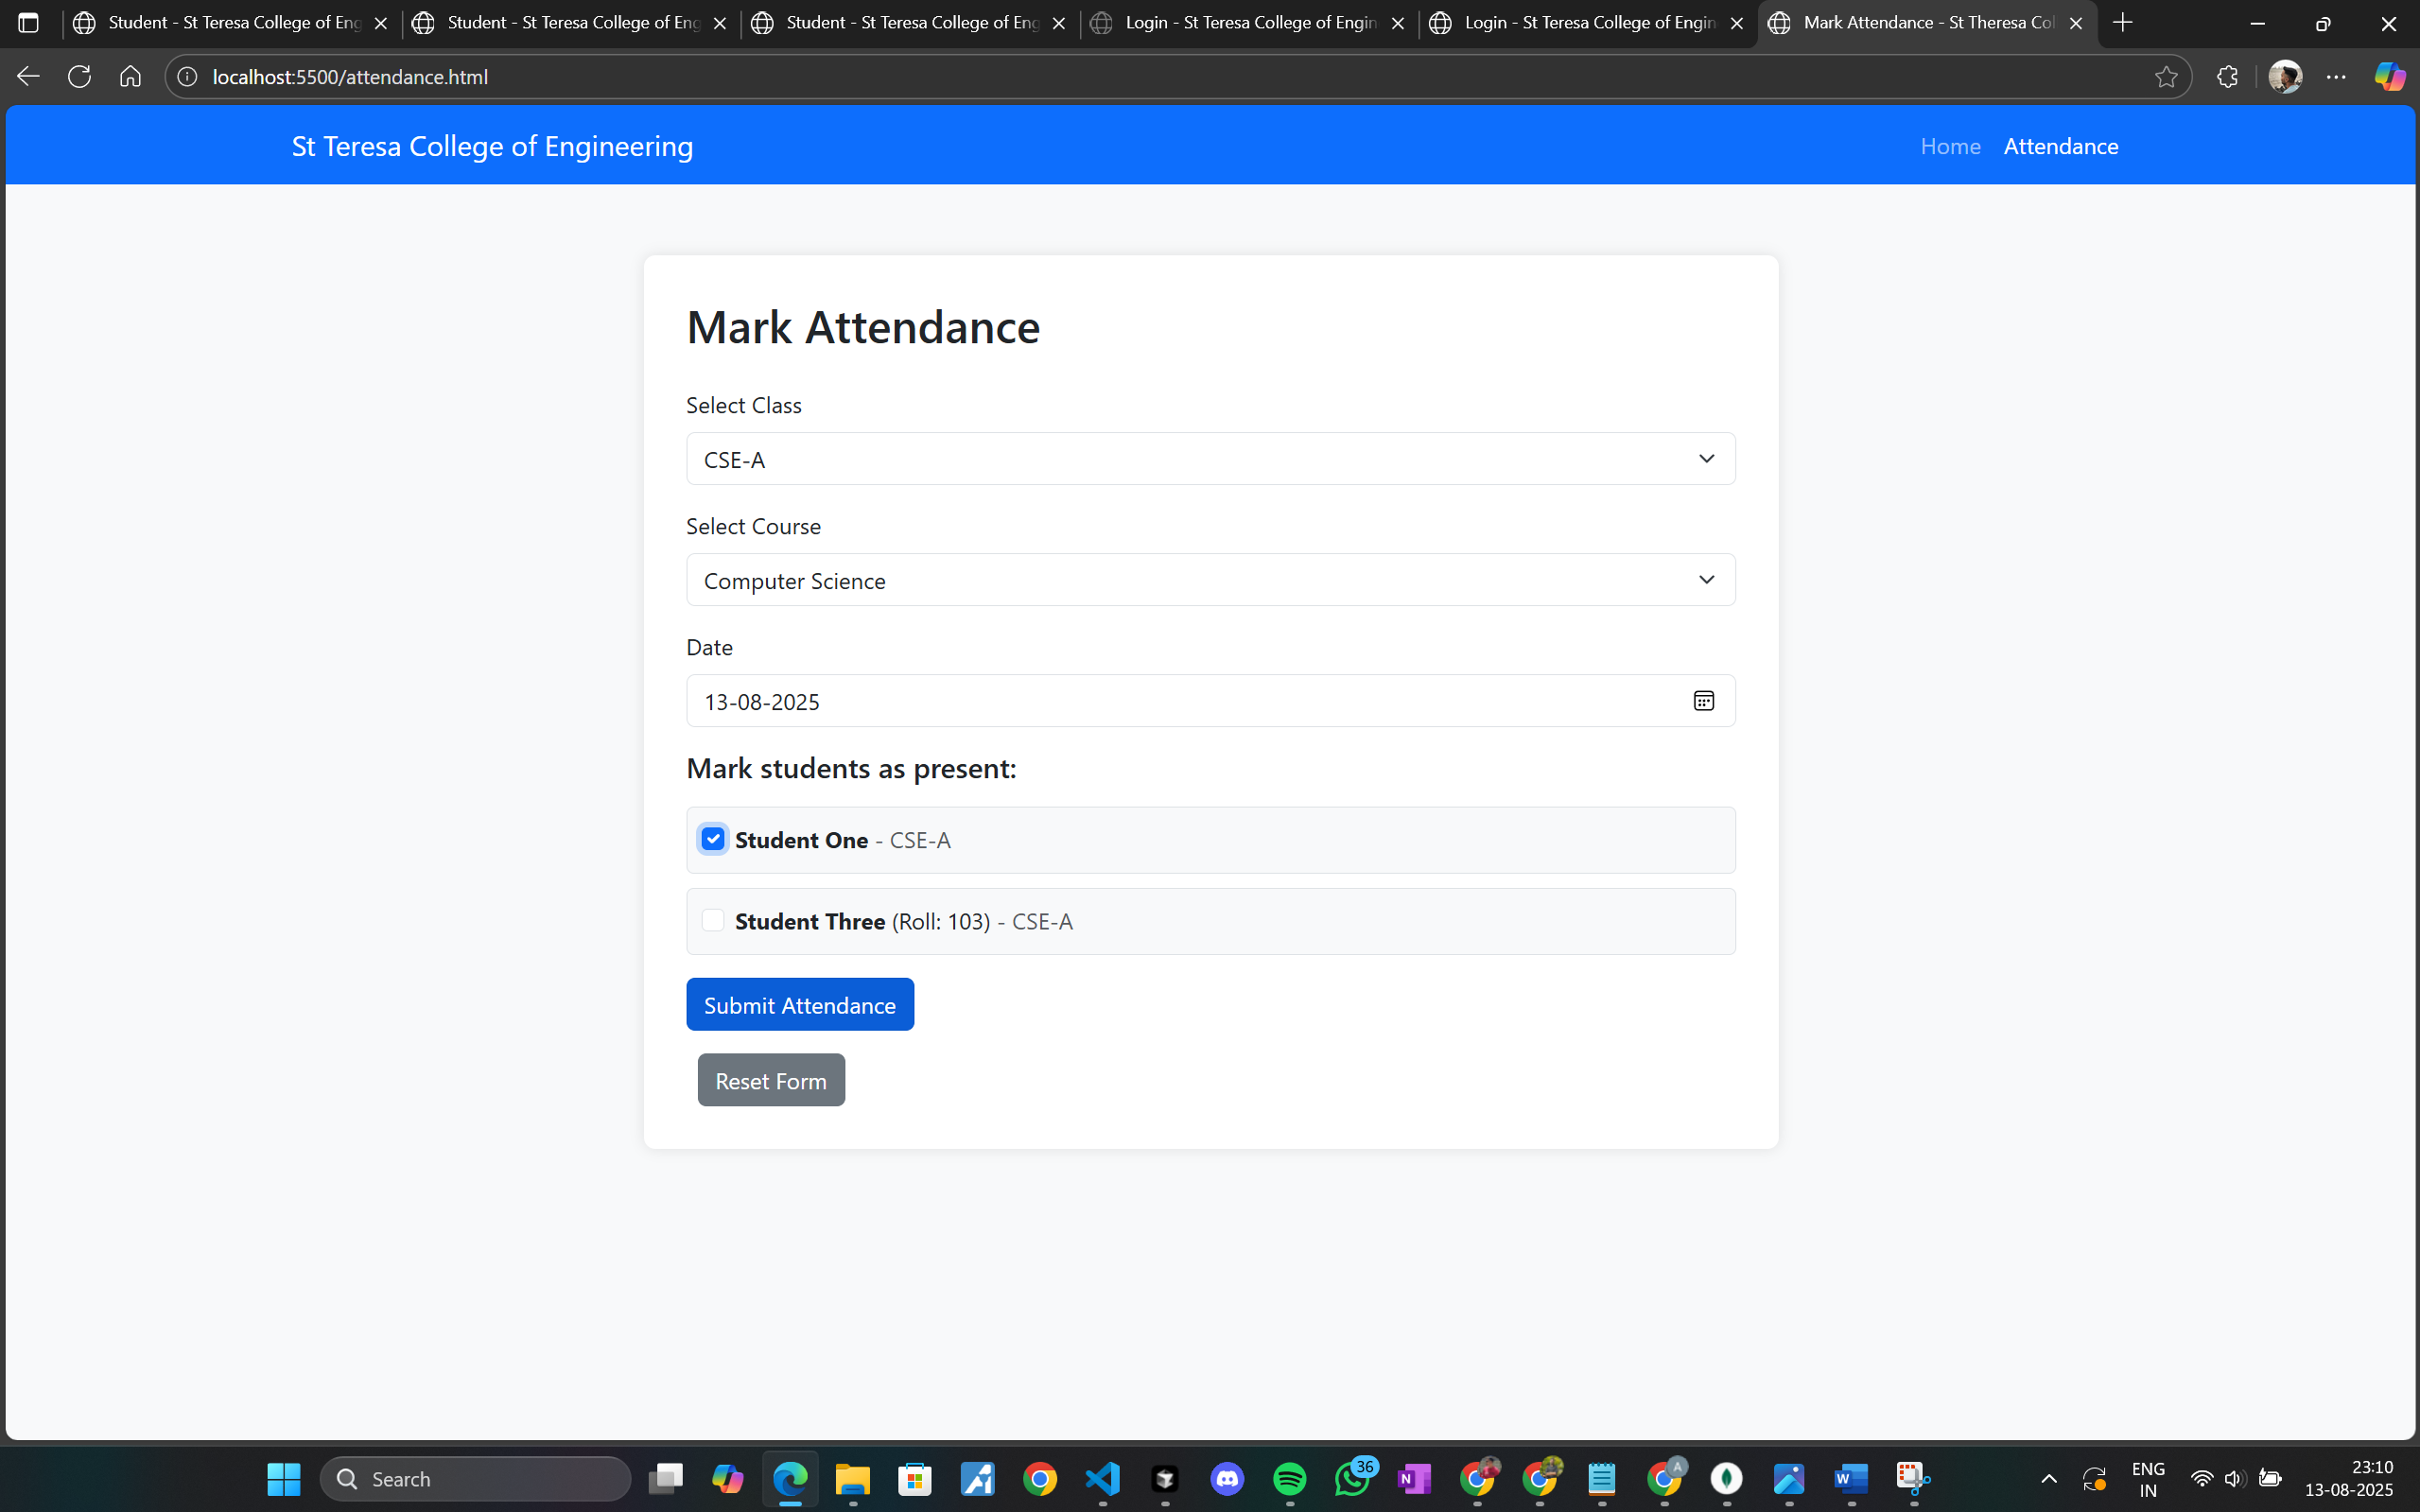 Student - St Teresa College of Eng
Student - St Teresa College of Eng
Student - St Teresa College of Eng
Login - St Teresa College of Engin
Login - St Teresa College of Engin
Mark Attendance - St Theresa Col
localhost:5500/attendance.html
St Teresa College of Engineering
Home
Attendance
Mark Attendance
Select Class
CSE-A
Select Course
Computer Science
Date
13-08-2025
Mark students as present:
Student One - CSE-A
Student Three (Roll: 103) - CSE-A
Submit Attendance
Reset Form
Search
36
N
A
W
ENG
IN
23:10
13-08-2025